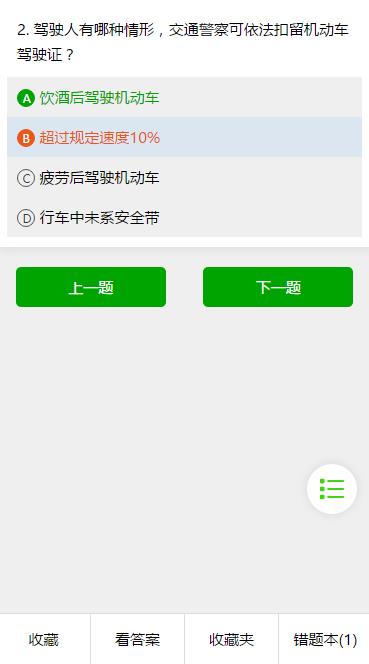 2. 驾驶人有哪种情形，交通警察可依法扣留机动车
驾驶证？
A 饮酒后驾驶机动车
B 超过规定速度10%
C 疲劳后驾驶机动车
D 行车中未系安全带
上一题 下一题
收藏 看答案 收藏夹 错题本(1)